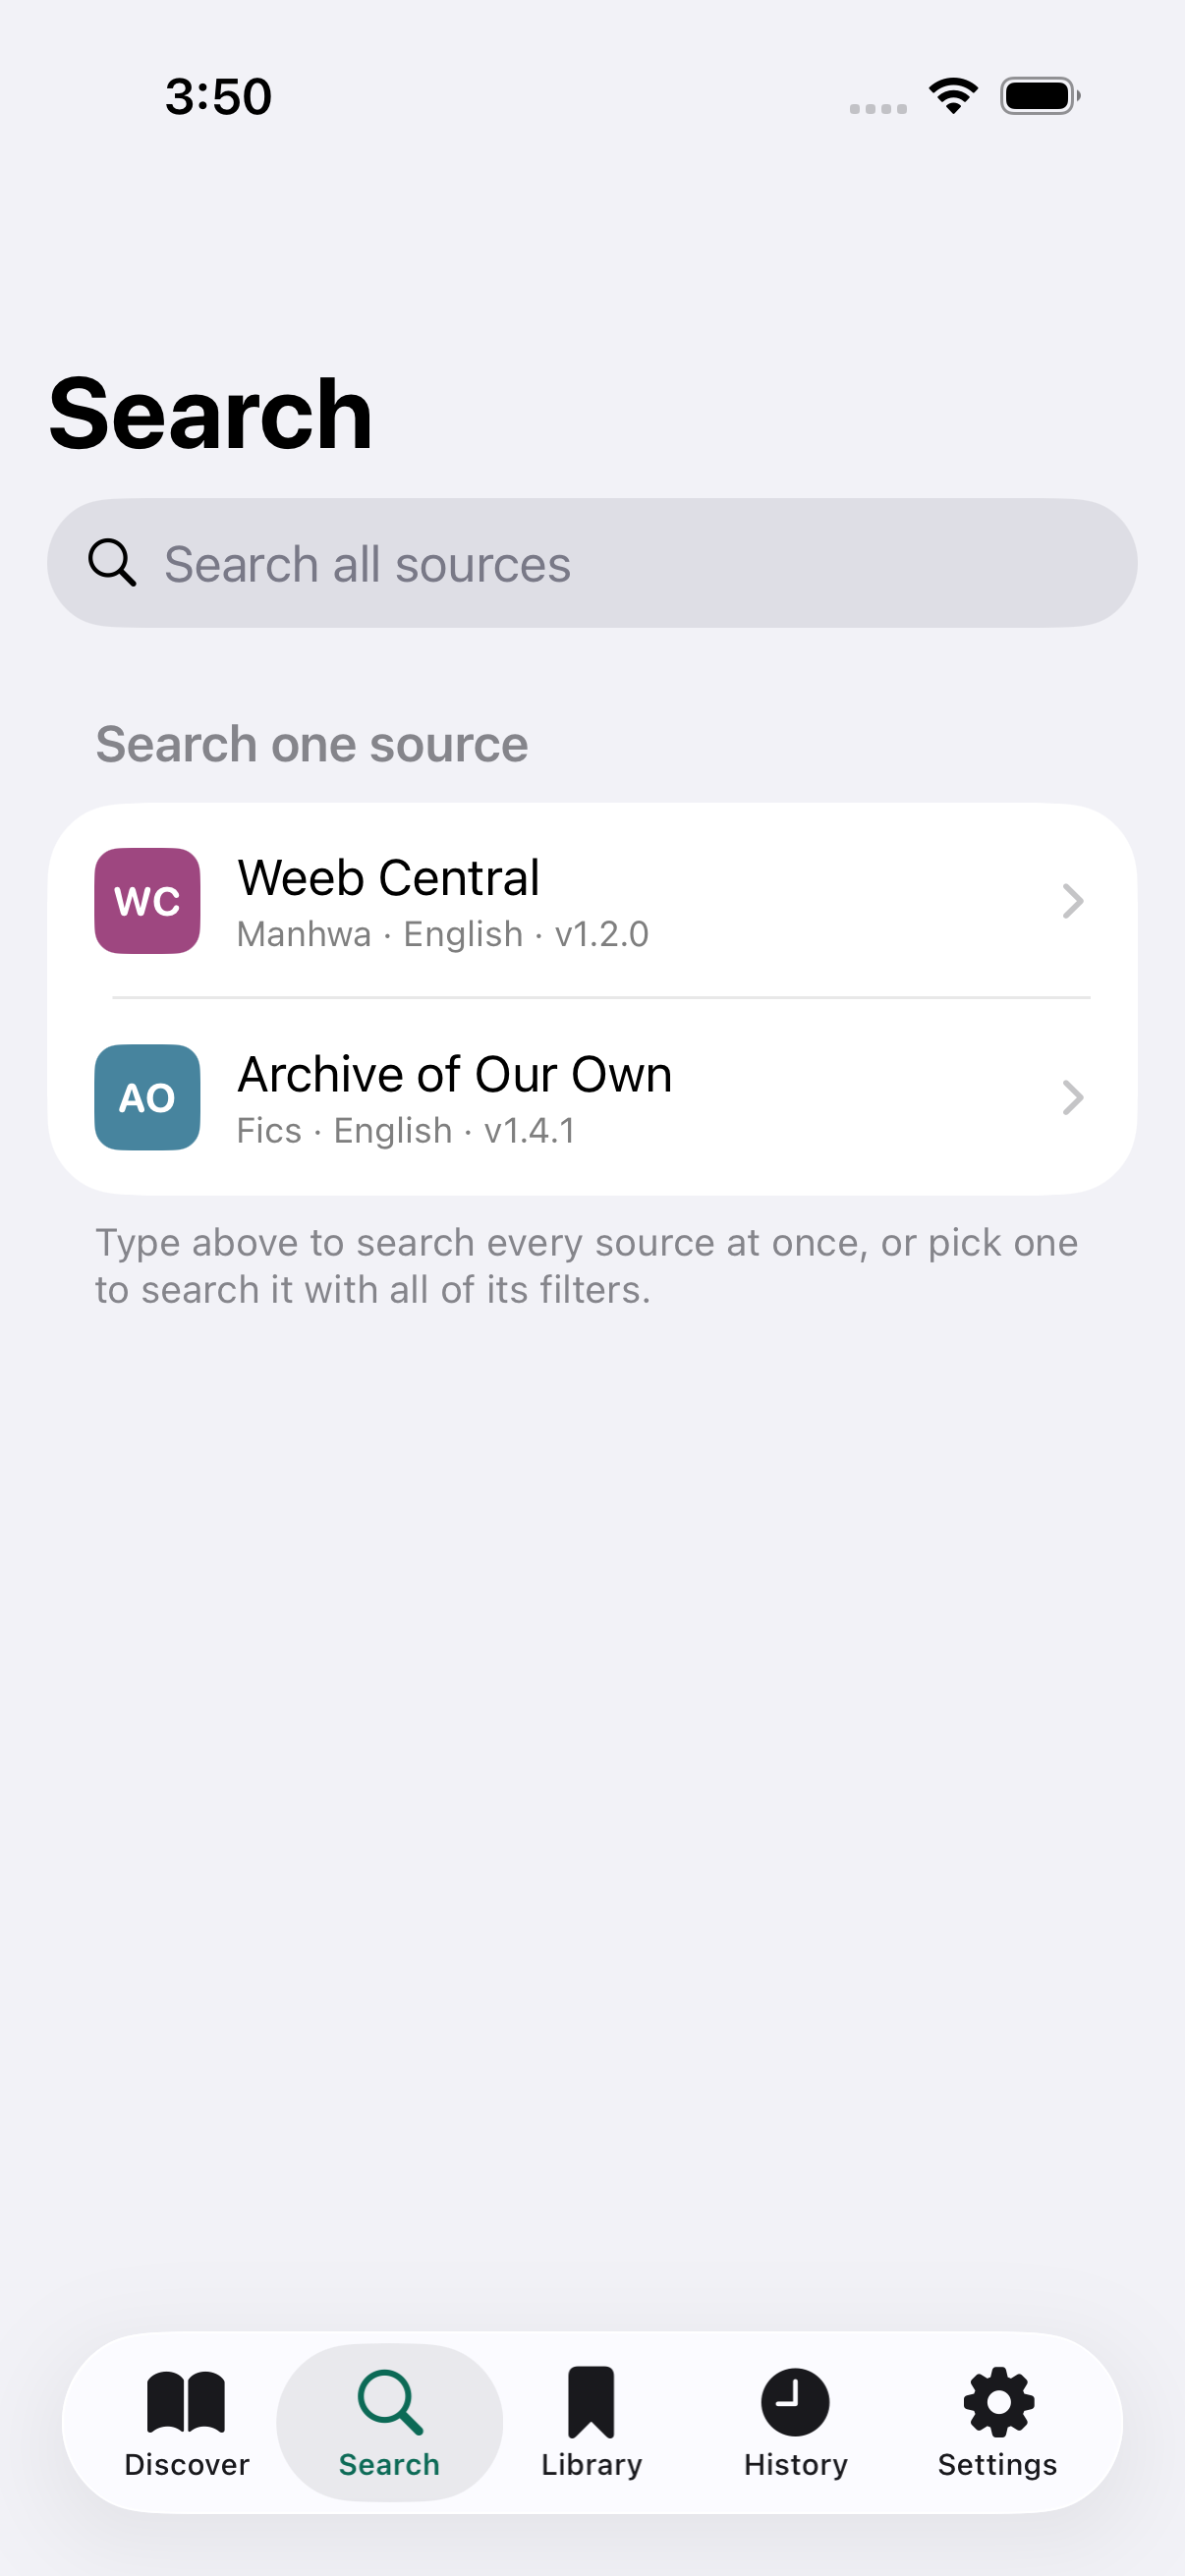 3:50
Search
Search all sources
Search one source
WC
Weeb Central
Manhwa · English · v1.2.0
AO
Archive of Our Own
Fics · English · v1.4.1
Type above to search every source at once, or pick one
to search it with all of its filters.
Discover
Search
Library
History
Settings